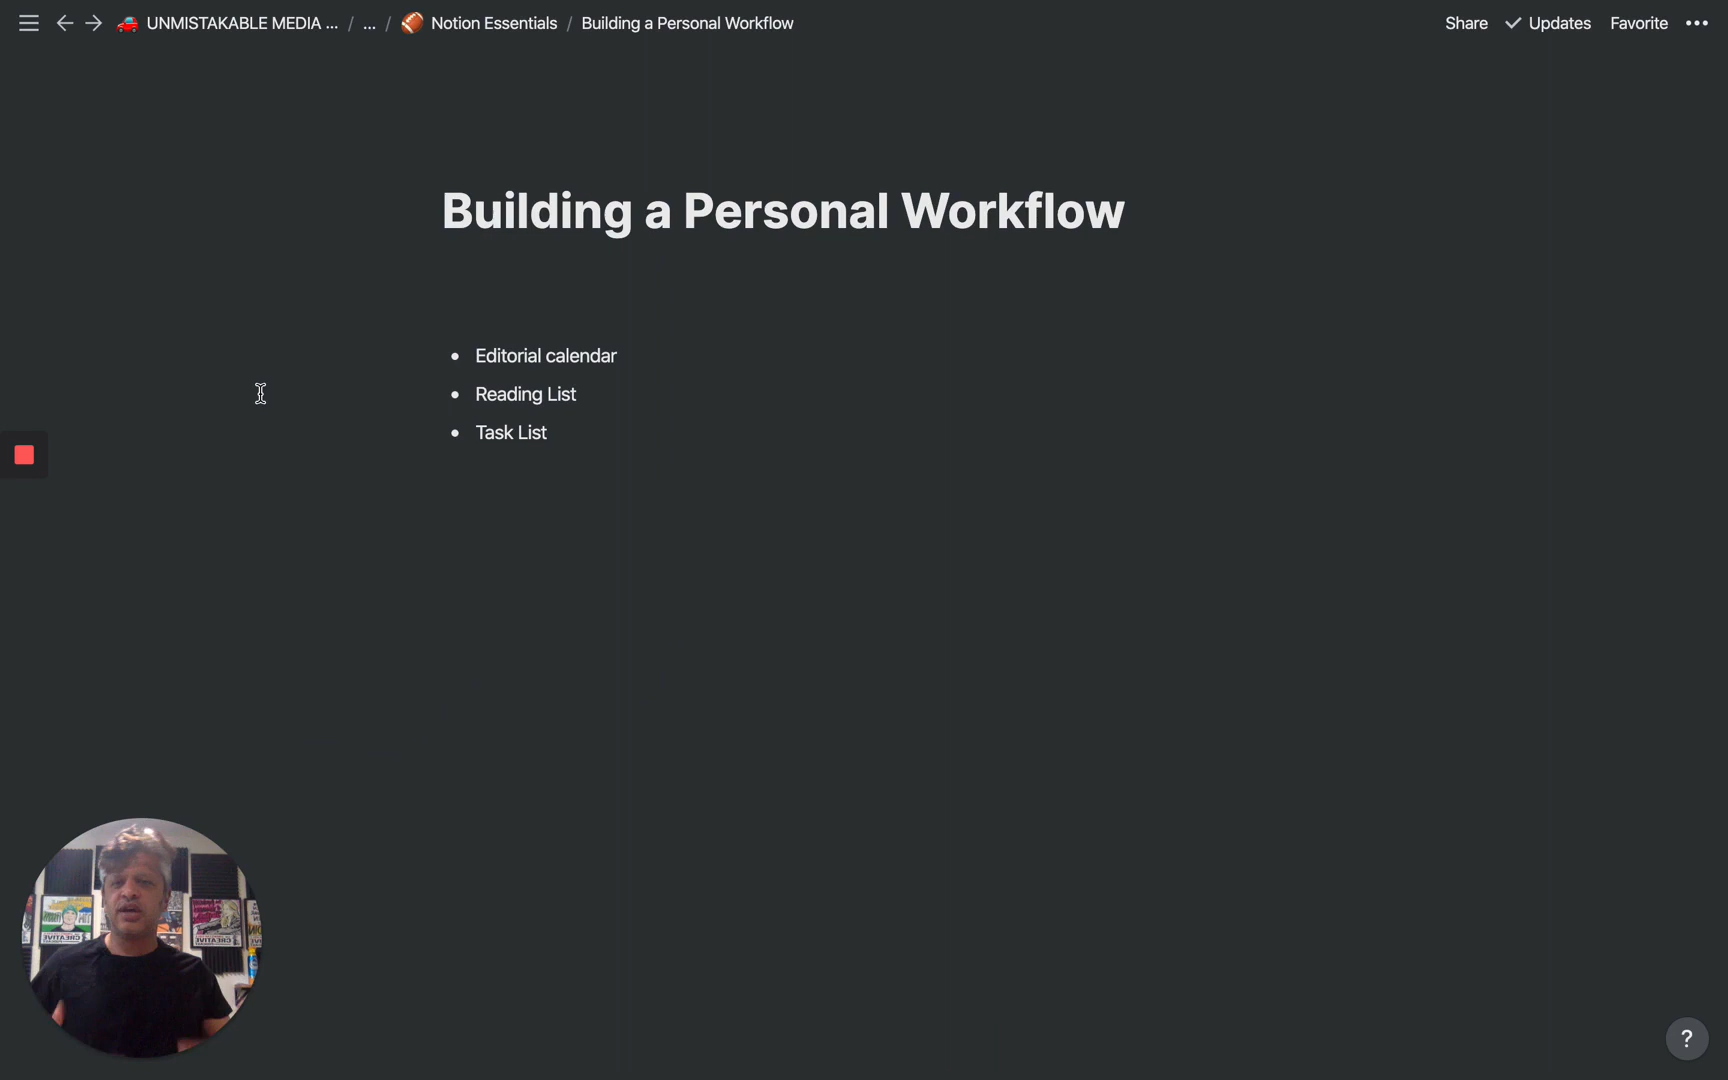 UNMISTAKABLE MEDIA ... / ... / Notion Essentials / Building a Personal Workflow
Share Updates Favorite
Building a Personal Workflow
Editorial calendar
Reading List
Task List
?